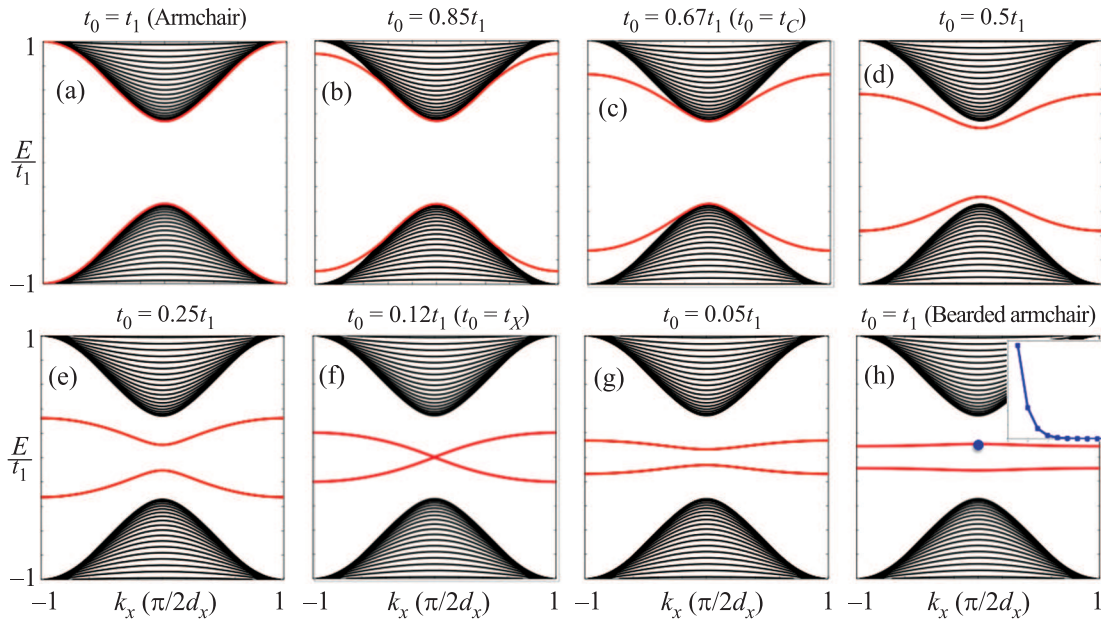 t₀ = t₁ (Armchair)
t₀ = 0.85t₁
t₀ = 0.67t₁ (t₀ = t_C)
t₀ = 0.5t₁
1
(a)
(b)
(c)
(d)
E/t₁
−1
t₀ = 0.25t₁
t₀ = 0.12t₁ (t₀ = t_X)
t₀ = 0.05t₁
t₀ = t₁ (Bearded armchair)
1
(e)
(f)
(g)
(h)
E/t₁
−1
−1 kₓ (π/2dₓ) 1
−1 kₓ (π/2dₓ) 1
−1 kₓ (π/2dₓ) 1
−1 kₓ (π/2dₓ) 1